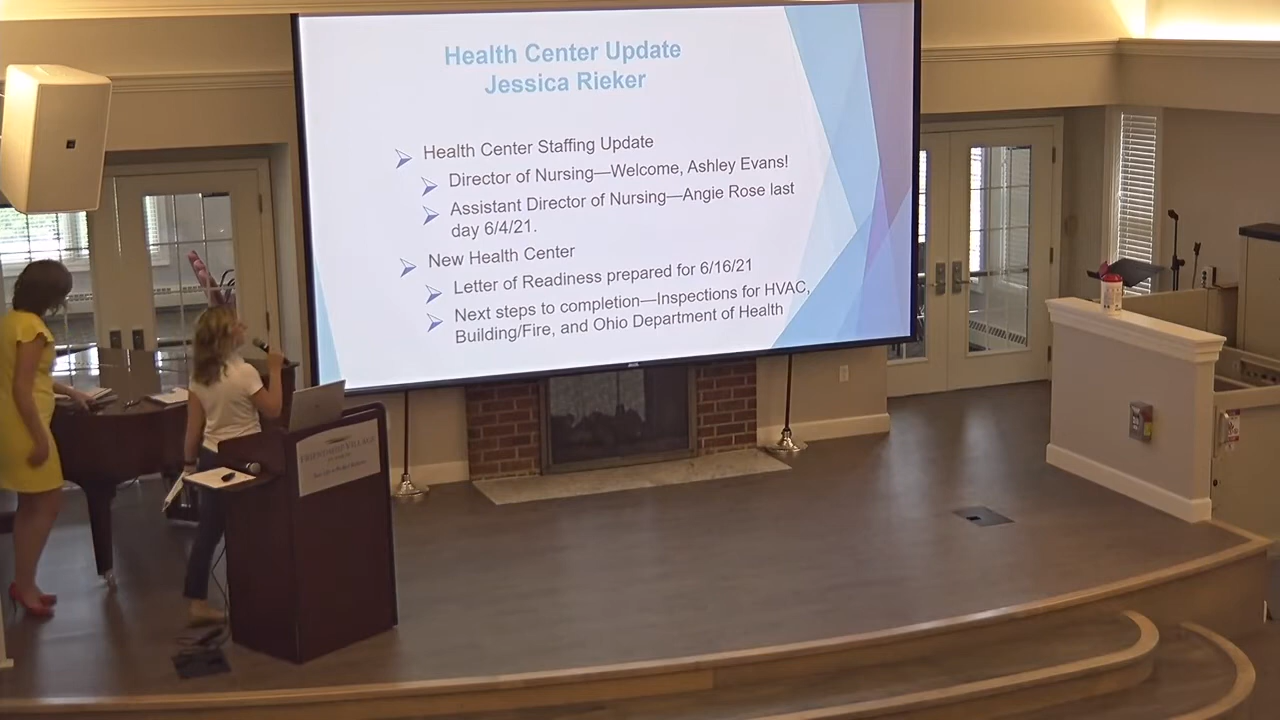 Health Center Update
Jessica Rieker
Health Center Staffing Update
Director of Nursing—Welcome, Ashley Evans!
Assistant Director of Nursing—Angie Rose last
day 6/4/21.
New Health Center
Letter of Readiness prepared for 6/16/21
Next steps to completion—Inspections for HVAC,
Building/Fire, and Ohio Department of Health
FRIENDSHIP VILLAGE